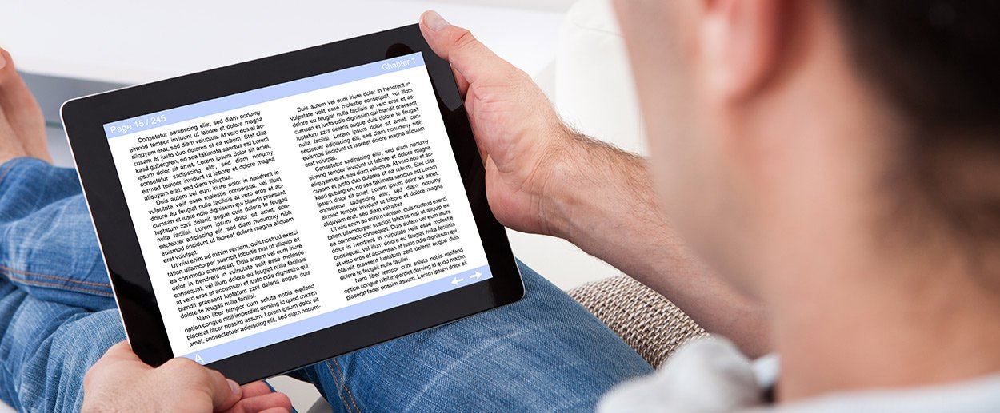 Page 15 / 245
Chapter 1
Consetetur sadipscing elitr, sed diam nonumy
eirmod tempor invidunt ut labore et dolore magna
aliquyam erat, sed diam voluptua. At vero eos et ac-
cusam et justo duo dolores et ea rebum. Stet clita
kasd gubergren, no sea takimata sanctus est Lorem
ipsum dolor sit amet. Lorem ipsum dolor sit amet,
consetetur sadipscing elitr, sed diam nonumy
eirmod tempor invidunt ut labore et dolore magna
aliquyam erat, sed diam voluptua.
Duis autem vel eum iriure dolor in hendrerit in
vulputate velit esse molestie consequat, vel illum
dolore eu feugiat nulla facilisis at vero eros et ac-
cumsan et iusto odio dignissim qui blandit praesent
luptatum zzril delenit augue duis dolore te feugait
nulla facilisi. Lorem ipsum dolor sit amet, con-
sectetuer adipiscing elit, sed diam nonummy nibh
euismod tincidunt ut laoreet dolore magna aliquam
erat volutpat.
Ut wisi enim ad minim veniam, quis nostrud exerci
tation ullamcorper suscipit lobortis nisl ut aliquip ex
ea commodo consequat. Duis autem vel eum iriure
dolor in hendrerit in vulputate velit esse molestie
consequat, vel illum dolore eu feugiat nulla facilisis
at vero eros et accumsan et iusto odio dignissim qui
blandit praesent luptatum zzril delenit augue duis
dolore te feugait nulla facilisi.
Nam liber tempor cum soluta nobis eleifend
option congue nihil imperdiet doming id quod mazim
placerat facer possim assum. Lorem ipsum dolor sit
amet, consectetuer adipiscing elit, sed diam nonum-
Duis autem vel eum iriure dolor in hendrerit in
vulputate velit esse molestie consequat, vel illum
dolore eu feugiat nulla facilisis at vero eros et ac-
cumsan et iusto odio dignissim qui blandit praesent
nulla facilisi. Lorem ipsum dolor sit amet, con-
sectetuer adipiscing elit, sed diam nonummy nibh
euismod tincidunt ut laoreet dolore magna aliquam
erat volutpat.
Consetetur sadipscing elitr, sed diam nonumy
eirmod tempor invidunt ut labore et dolore magna
aliquyam erat, sed diam voluptua. At vero eos et ac-
cusam et justo duo dolores et ea rebum. Stet clita
kasd gubergren, no sea takimata sanctus est Lorem
ipsum dolor sit amet. Lorem ipsum dolor sit amet,
consetetur sadipscing elitr, sed diam nonumy
eirmod tempor invidunt ut labore et dolore magna
aliquyam erat, sed diam voluptua.
Ut wisi enim ad minim veniam, quis nostrud exerci
tation ullamcorper suscipit lobortis nisl ut aliquip ex
ea commodo consequat. Duis autem vel eum iriure
dolor in hendrerit in vulputate velit esse molestie
consequat, vel illum dolore eu feugiat nulla facilisis
at vero eros et accumsan et iusto odio dignissim qui
blandit praesent luptatum zzril delenit augue duis
dolore te feugait nulla facilisi.
Nam liber tempor cum soluta nobis eleifend
option congue nihil imperdiet doming id quod mazim
placerat facer possim assum. Lorem ipsum dolor sit
A